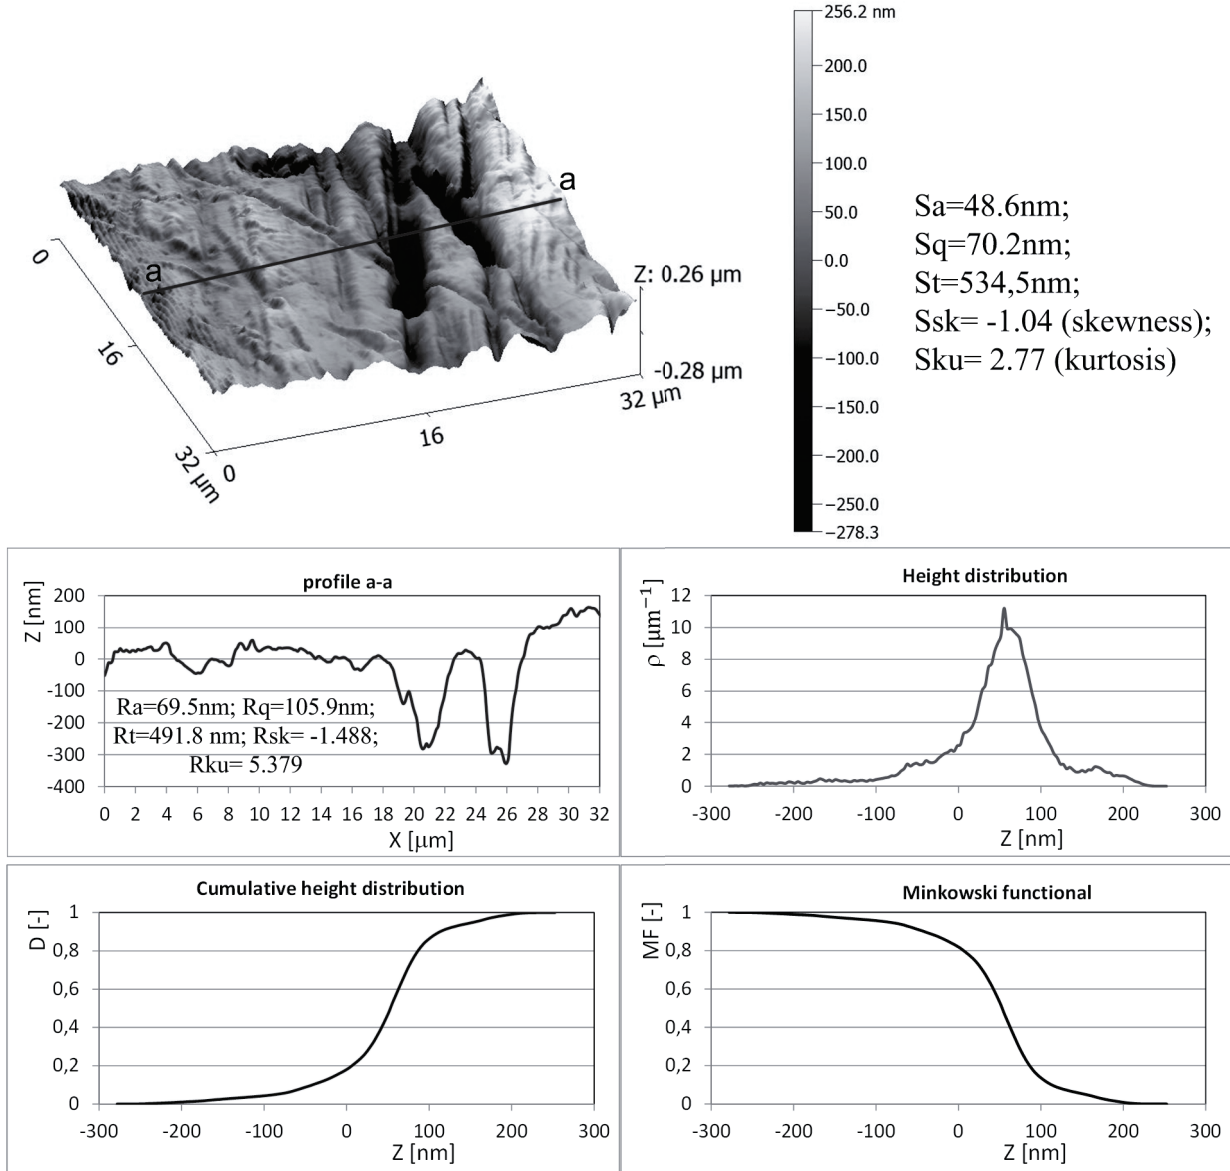 256.2 nm
200.0
150.0
100.0
50.0
0.0
−50.0
−100.0
−150.0
−200.0
−250.0
−278.3
a
a
0
16
32 µm
0
16
32 µm
Z: 0.26 µm
-0.28 µm
Sa=48.6nm;
Sq=70.2nm;
St=534,5nm;
Ssk= -1.04 (skewness);
Sku= 2.77 (kurtosis)
profile a-a
Z [nm]
200
100
0
-100
-200
-300
-400
Ra=69.5nm; Rq=105.9nm;
Rt=491.8 nm; Rsk= -1.488;
Rku= 5.379
0 2 4 6 8 10 12 14 16 18 20 22 24 26 28 30 32
X [µm]
Height distribution
ρ [µm⁻¹]
12
10
8
6
4
2
0
-300 -200 -100 0 100 200 300
Z [nm]
Cumulative height distribution
D [-]
1
0,8
0,6
0,4
0,2
0
-300 -200 -100 0 100 200 300
Z [nm]
Minkowski functional
MF [-]
1
0,8
0,6
0,4
0,2
0
-300 -200 -100 0 100 200 300
Z [nm]